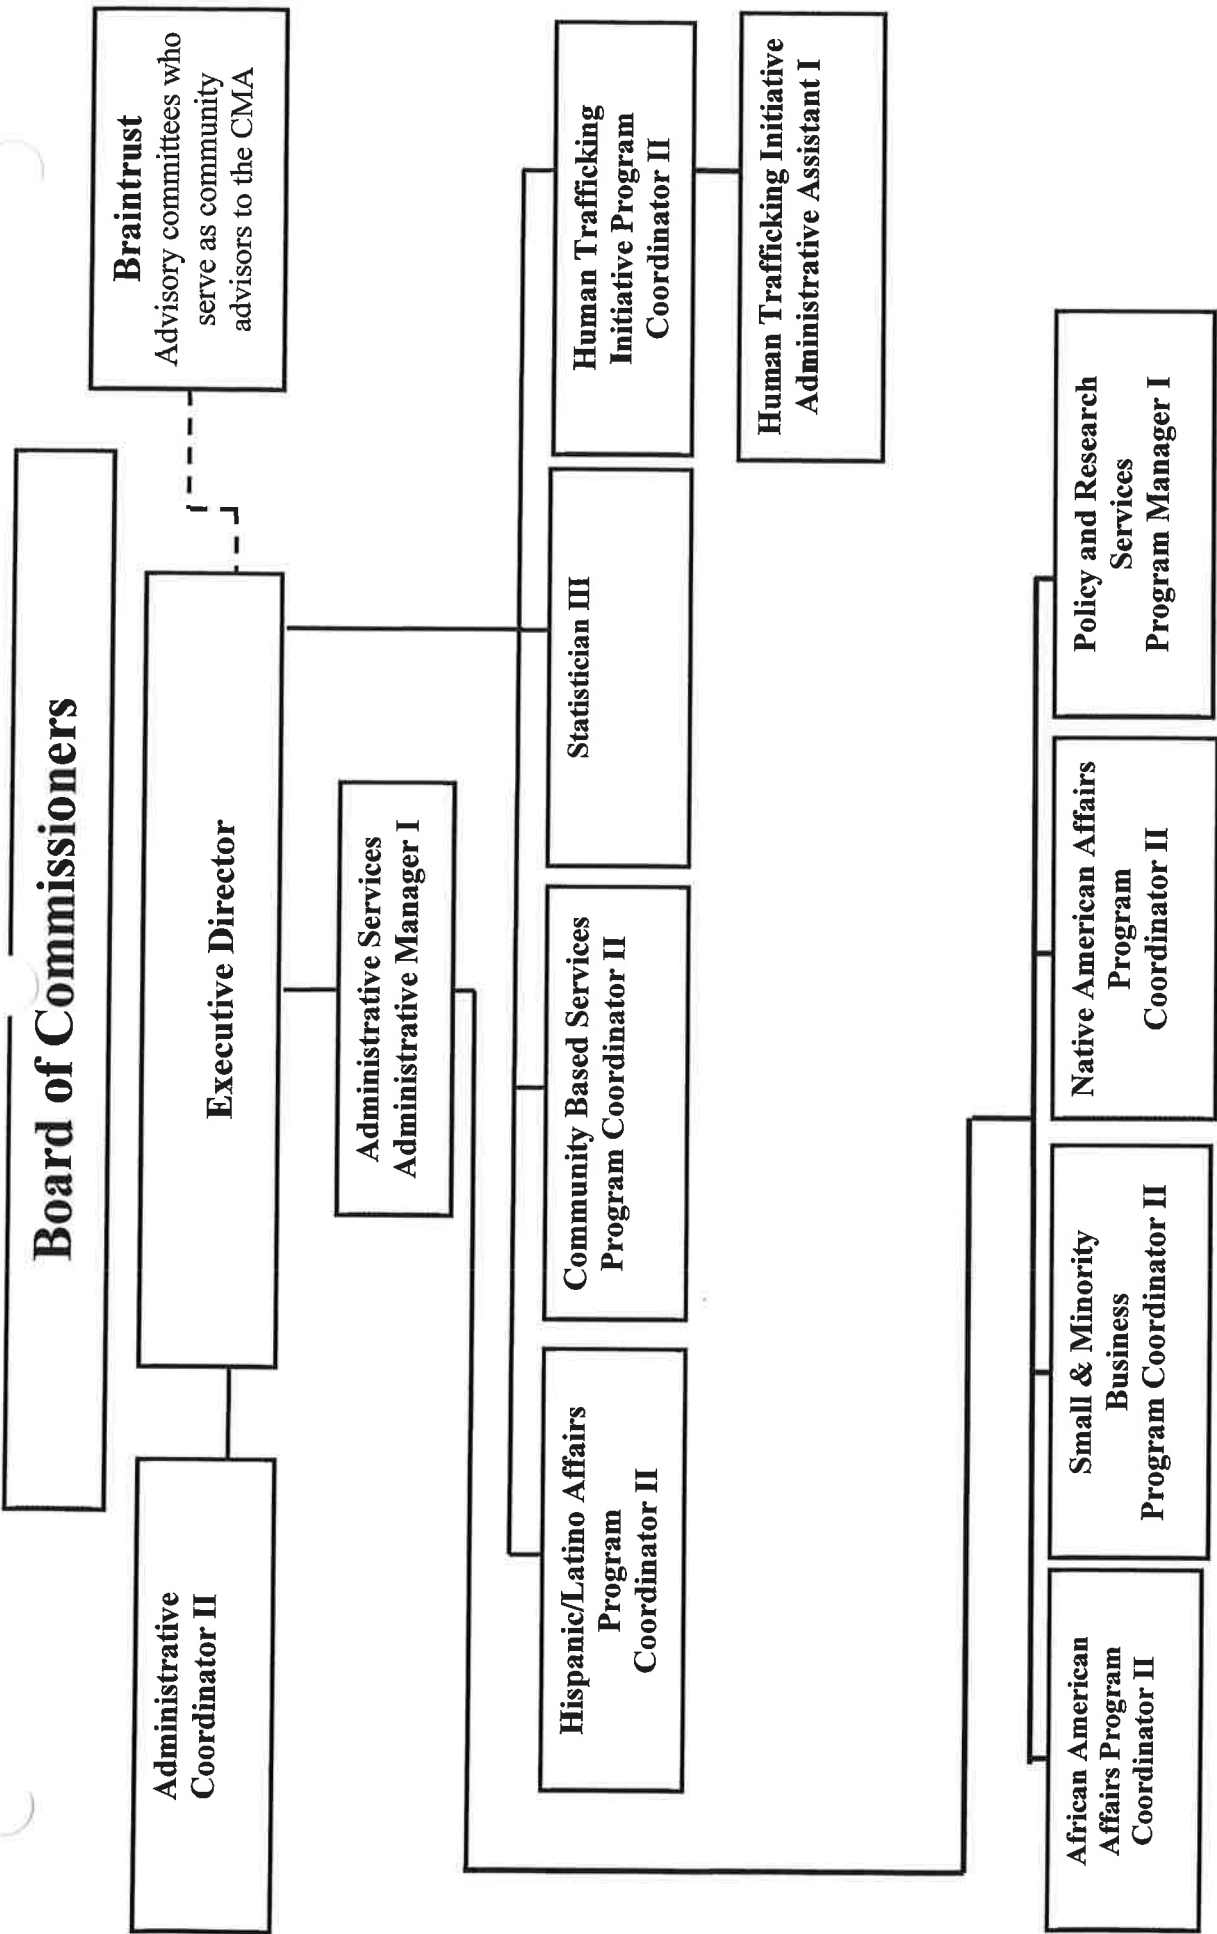 Board of Commissioners
Braintrust
Advisory committees who
serve as community
advisors to the CMA
Administrative
Coordinator II
Executive Director
Administrative Services
Administrative Manager I
Hispanic/Latino Affairs
Program
Coordinator II
Community Based Services
Program Coordinator II
Statistician III
Human Trafficking
Initiative Program
Coordinator II
Human Trafficking Initiative
Administrative Assistant I
African American
Affairs Program
Coordinator II
Small & Minority
Business
Program Coordinator II
Native American Affairs
Program
Coordinator II
Policy and Research
Services
Program Manager I